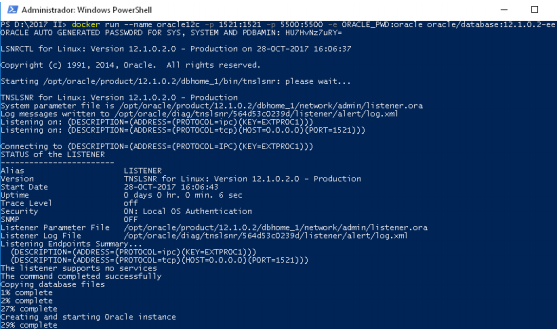 Administrador: Windows PowerShell
PS D:\2017 II> docker run --name oracle12c -p 1521:1521 -p 5500:5500 -e ORACLE_PWD:oracle oracle/database:12.1.0.2-ee
ORACLE AUTO GENERATED PASSWORD FOR SYS, SYSTEM AND PDBAMIN: HU7HvNz7uRY=
LSNRCTL for Linux: Version 12.1.0.2.0 - Production on 28-OCT-2017 16:06:37
Copyright (c) 1991, 2014, Oracle.  All rights reserved.
Starting /opt/oracle/product/12.1.0.2/dbhome_1/bin/tnslsnr: please wait...
TNSLSNR for Linux: Version 12.1.0.2.0 - Production
System parameter file is /opt/oracle/product/12.1.0.2/dbhome_1/network/admin/listener.ora
Log messages written to /opt/oracle/diag/tnslsnr/564d53c0239d/listener/alert/log.xml
Listening on: (DESCRIPTION=(ADDRESS=(PROTOCOL=ipc)(KEY=EXTPROC1)))
Listening on: (DESCRIPTION=(ADDRESS=(PROTOCOL=tcp)(HOST=0.0.0.0)(PORT=1521)))
Connecting to (DESCRIPTION=(ADDRESS=(PROTOCOL=IPC)(KEY=EXTPROC1)))
STATUS of the LISTENER
------------------------
Alias                     LISTENER
Version                   TNSLSNR for Linux: Version 12.1.0.2.0 - Production
Start Date                28-OCT-2017 16:06:43
Uptime                    0 days 0 hr. 0 min. 6 sec
Trace Level               off
Security                  ON: Local OS Authentication
SNMP                      OFF
Listener Parameter File   /opt/oracle/product/12.1.0.2/dbhome_1/network/admin/listener.ora
Listener Log File         /opt/oracle/diag/tnslsnr/564d53c0239d/listener/alert/log.xml
Listening Endpoints Summary...
  (DESCRIPTION=(ADDRESS=(PROTOCOL=ipc)(KEY=EXTPROC1)))
  (DESCRIPTION=(ADDRESS=(PROTOCOL=tcp)(HOST=0.0.0.0)(PORT=1521)))
The listener supports no services
The command completed successfully
Copying database files
1% complete
2% complete
27% complete
Creating and starting Oracle instance
29% complete